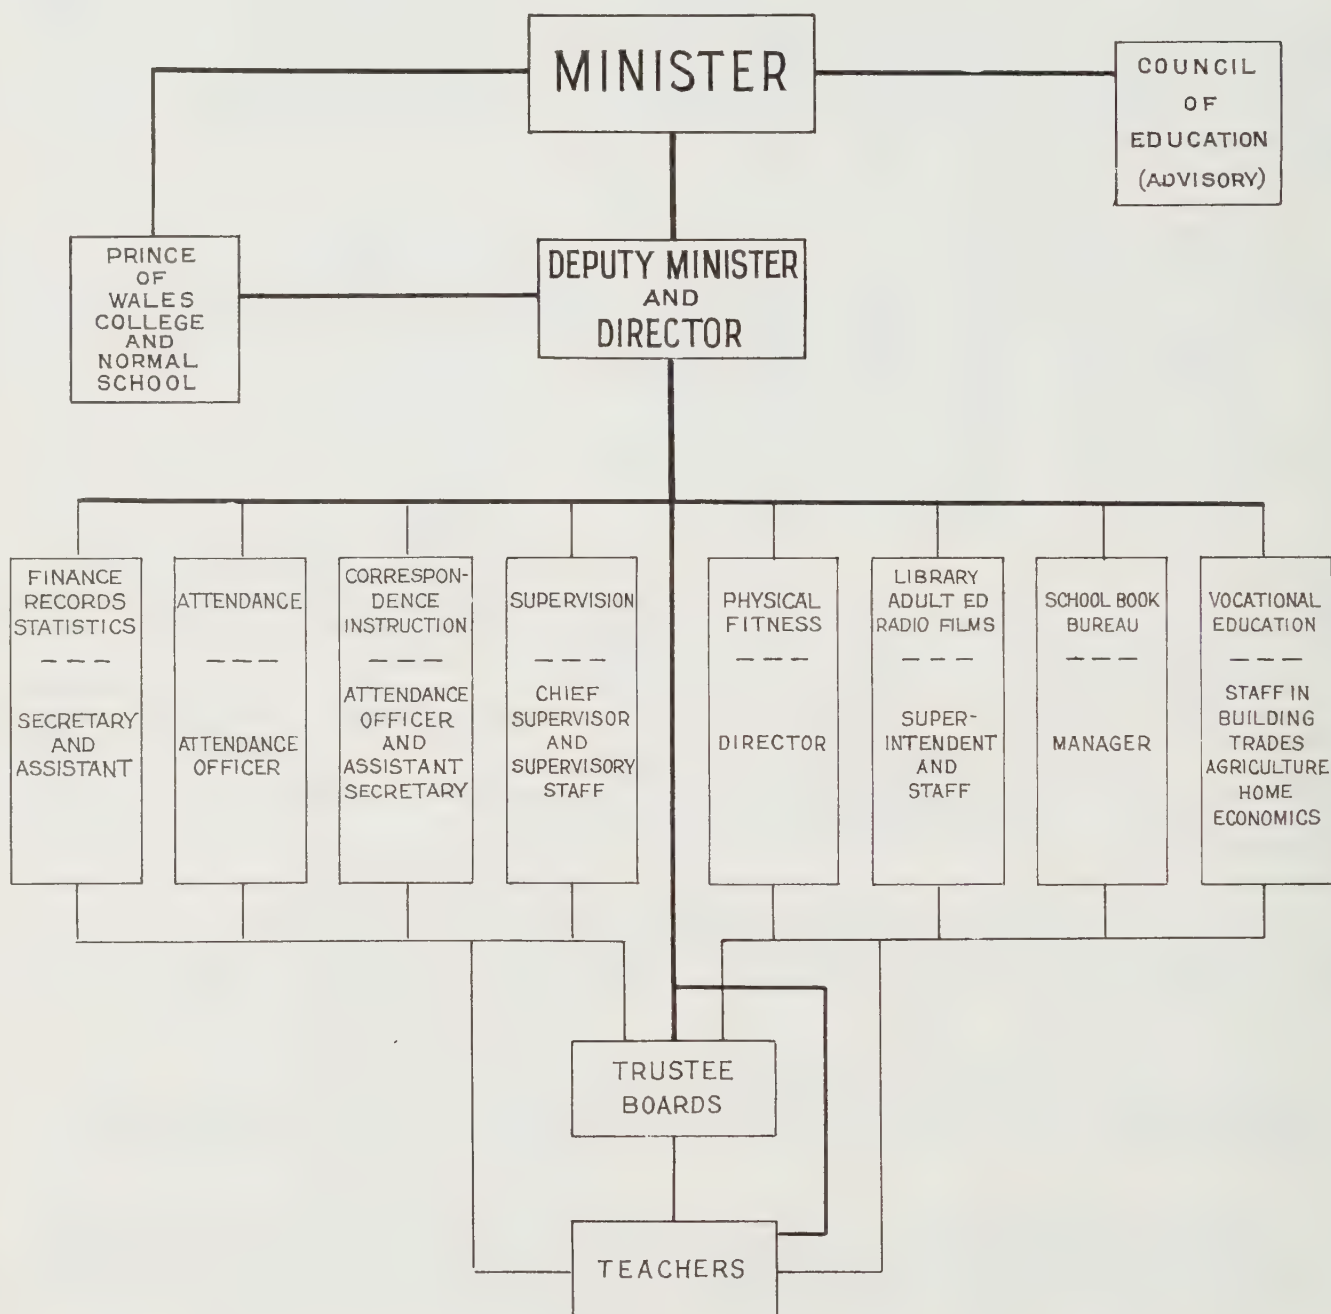 MINISTER
COUNCIL
OF
EDUCATION
(ADVISORY)
PRINCE
OF
WALES
COLLEGE
AND
NORMAL
SCHOOL
DEPUTY MINISTER
AND
DIRECTOR
FINANCE
RECORDS
STATISTICS
SECRETARY
AND
ASSISTANT
ATTENDANCE
ATTENDANCE
OFFICER
CORRESPON-
DENCE
INSTRUCTION
ATTENDANCE
OFFICER
AND
ASSISTANT
SECRETARY
SUPERVISION
CHIEF
SUPERVISOR
AND
SUPERVISORY
STAFF
PHYSICAL
FITNESS
DIRECTOR
LIBRARY
ADULT ED
RADIO FILMS
SUPER-
INTENDENT
AND
STAFF
SCHOOL BOOK
BUREAU
MANAGER
VOCATIONAL
EDUCATION
STAFF IN
BUILDING
TRADES
AGRICULTURE
HOME
ECONOMICS
TRUSTEE
BOARDS
TEACHERS